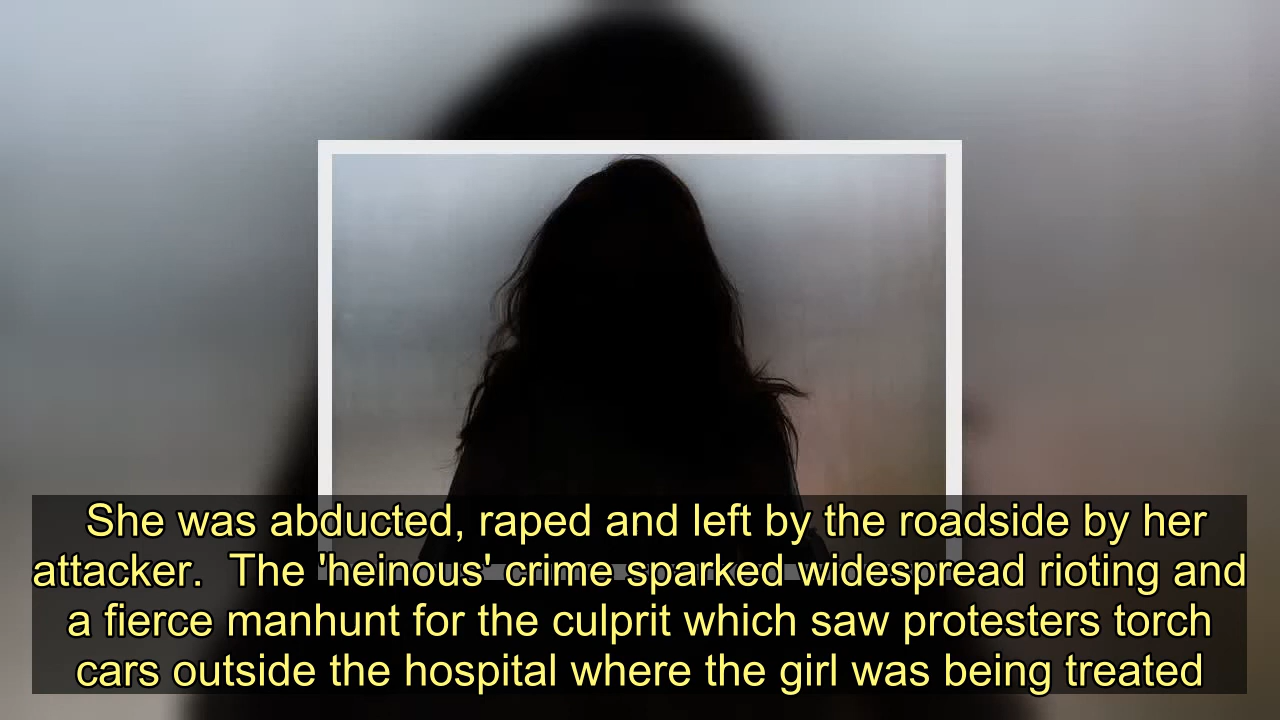 She was abducted, raped and left by the roadside by her
attacker.  The 'heinous' crime sparked widespread rioting and
a fierce manhunt for the culprit which saw protesters torch
cars outside the hospital where the girl was being treated